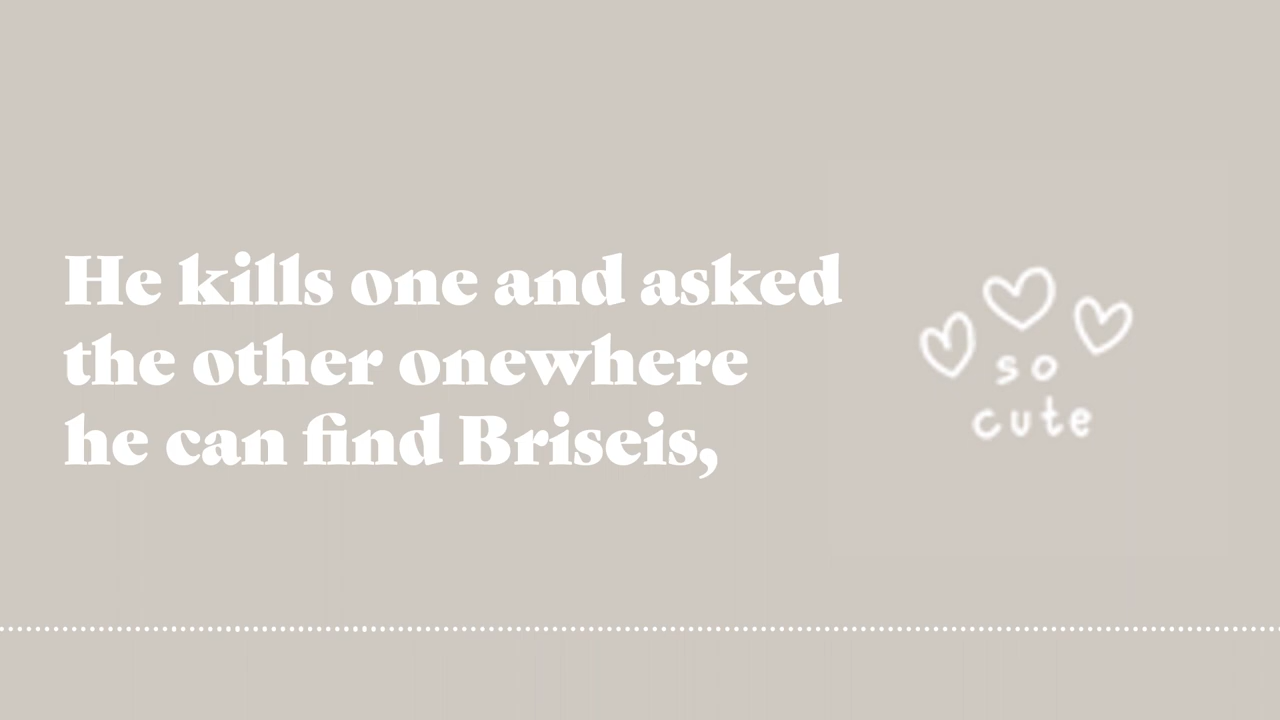 He kills one and asked
the other onewhere
he can find Briseis,
so
cute